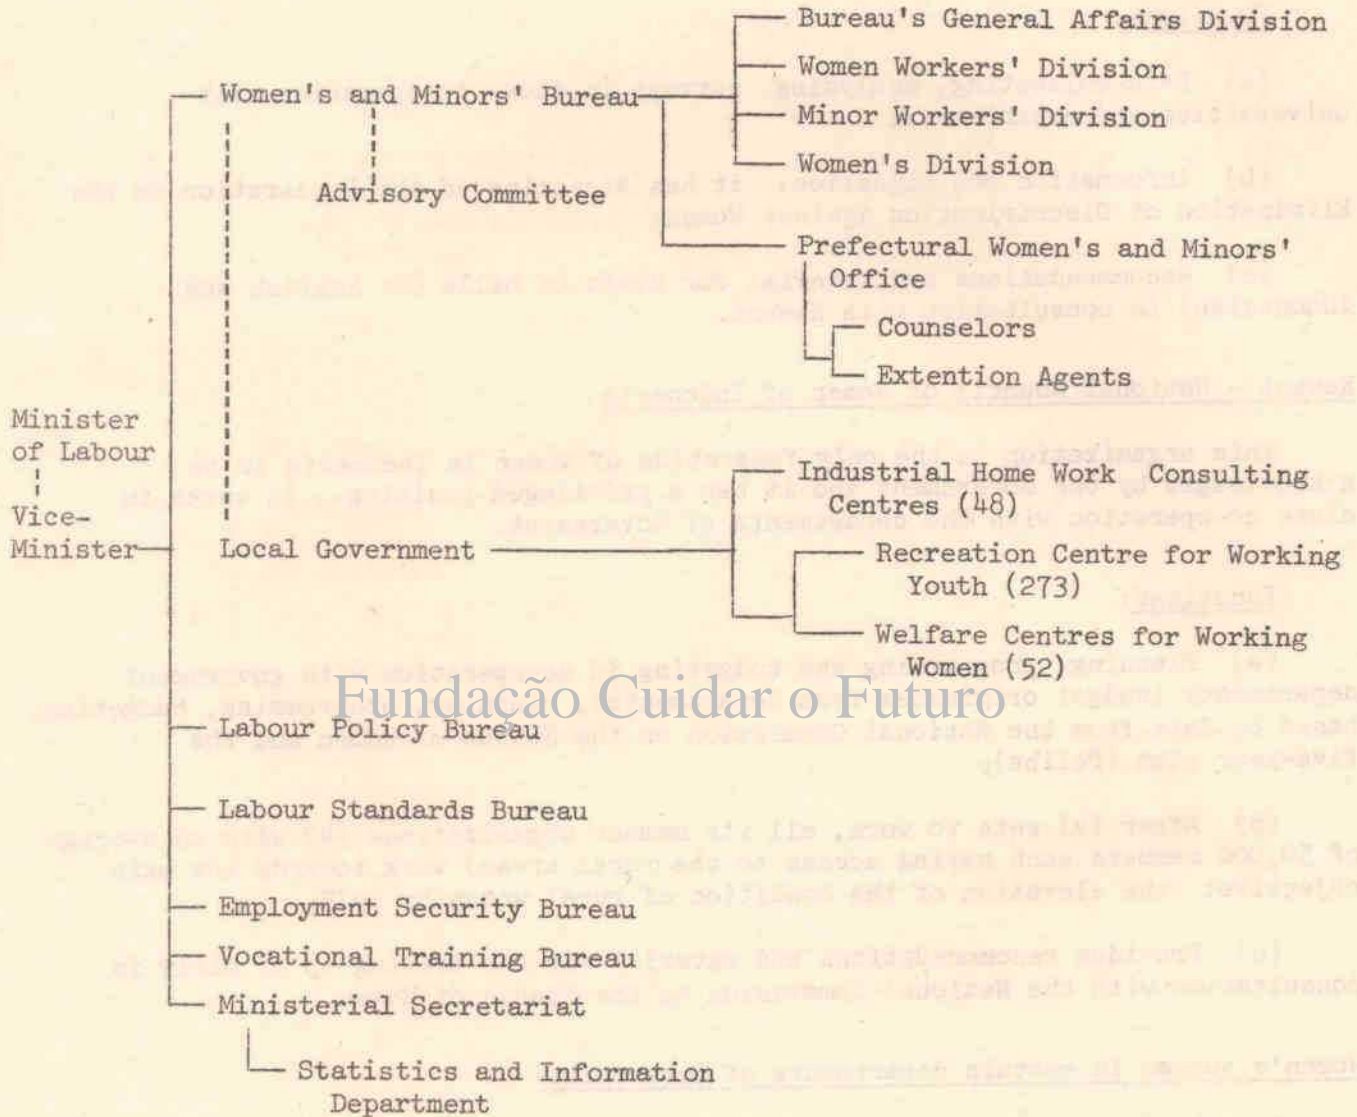 Bureau's General Affairs Division
Women Workers' Division
Women's and Minors' Bureau
Minor Workers' Division
Women's Division
Advisory Committee
Prefectural Women's and Minors'
Office
Counselors
Extention Agents
Minister
of Labour
Vice-
Minister
Industrial Home Work Consulting
Centres (48)
Local Government
Recreation Centre for Working
Youth (273)
Welfare Centres for Working
Women (52)
Fundação Cuidar o Futuro
Labour Policy Bureau
Labour Standards Bureau
Employment Security Bureau
Vocational Training Bureau
Ministerial Secretariat
Statistics and Information
Department